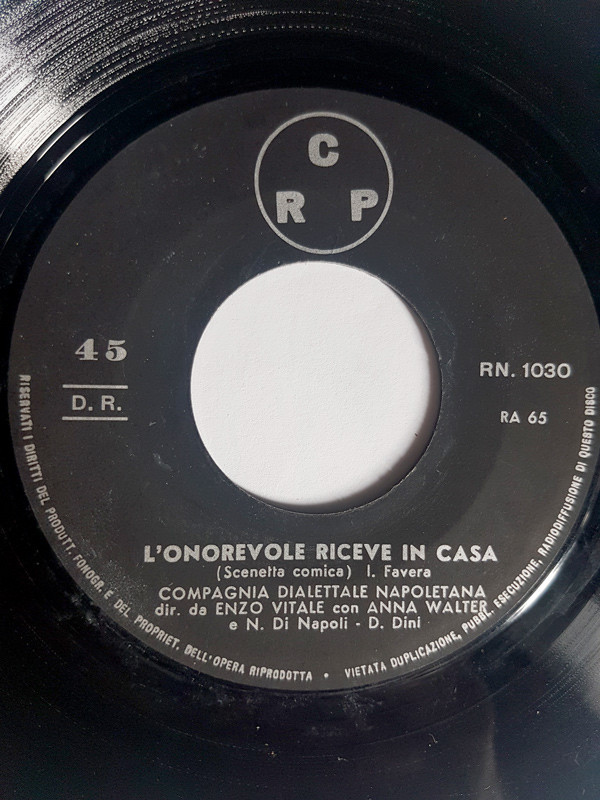 C
R P
45
D. R.
RN. 1030
RA 65
L'ONOREVOLE RICEVE IN CASA
(Scenetta comica) I. Favera
COMPAGNIA DIALETTALE NAPOLETANA
dir. da ENZO VITALE con ANNA WALTER
e N. Di Napoli - D. Dini
RISERVATI I DIRITTI DEL PRODUTT. FONOGR. E DEL PROPRIET. DELL'OPERA RIPRODOTTA • VIETATA DUPLICAZIONE, PUBBL. ESECUZIONE, RADIODIFFUSIONE DI QUESTO DISCO